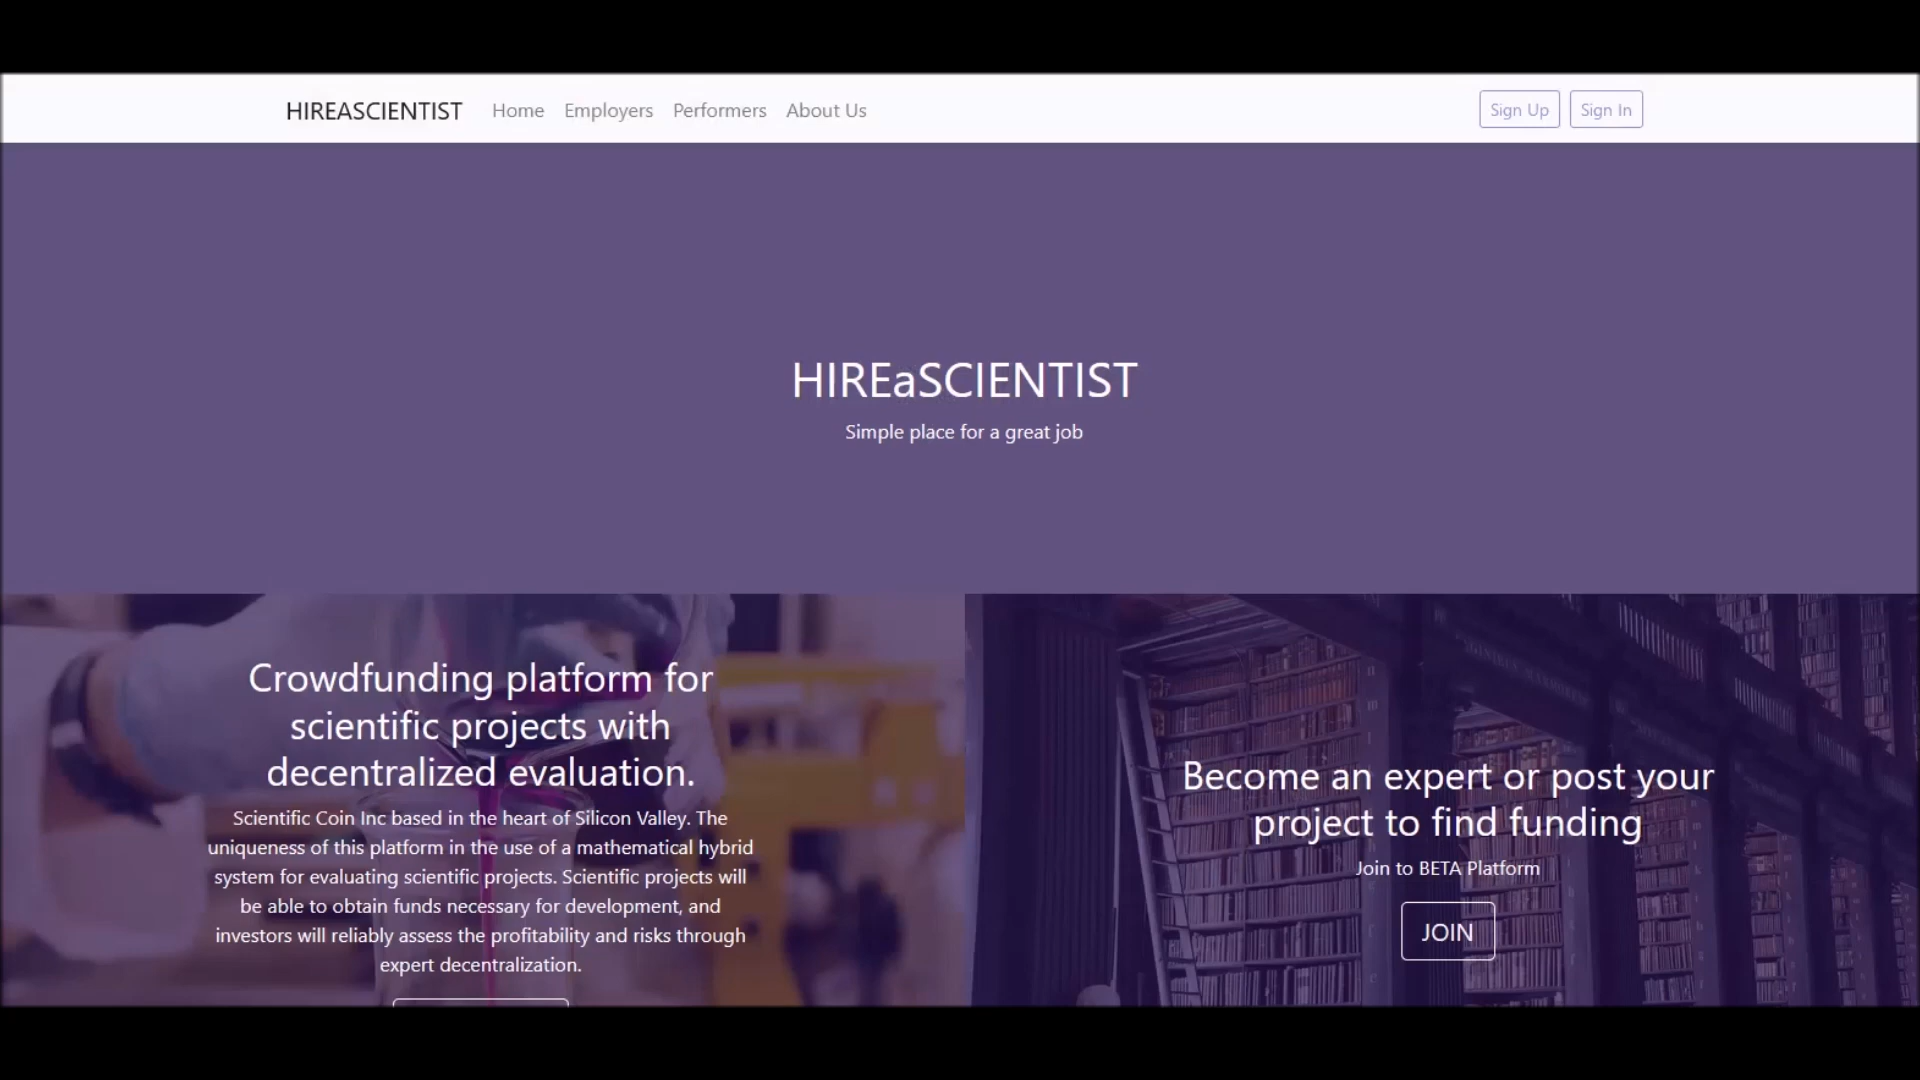 HIREASCIENTIST Home Employers Performers About Us Sign Up Sign In
HIREaSCIENTIST
Simple place for a great job
Crowdfunding platform for
scientific projects with
decentralized evaluation.
Scientific Coin Inc based in the heart of Silicon Valley. The
uniqueness of this platform in the use of a mathematical hybrid
system for evaluating scientific projects. Scientific projects will
be able to obtain funds necessary for development, and
investors will reliably assess the profitability and risks through
expert decentralization.
Become an expert or post your
project to find funding
Join to BETA Platform
JOIN